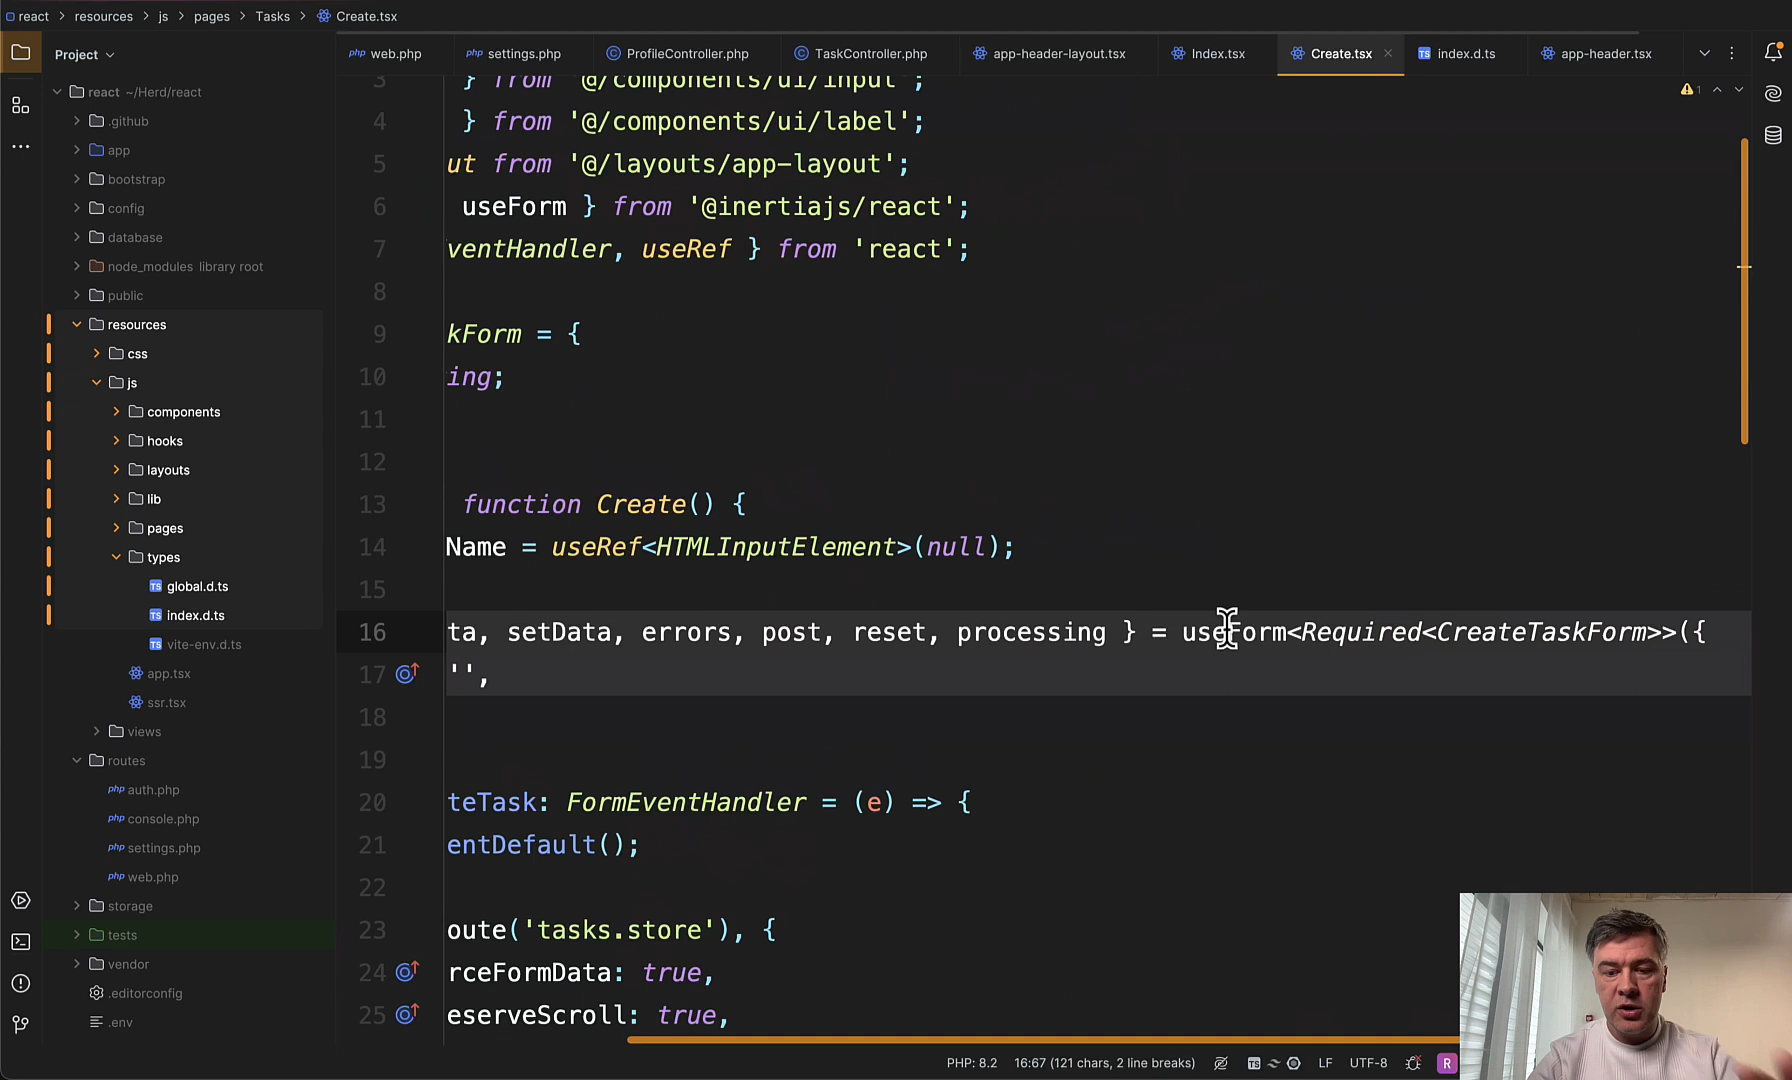 react > resources > js > pages > Tasks > Create.tsx
Project
web.php
settings.php
ProfileController.php
TaskController.php
app-header-layout.tsx
Index.tsx
Create.tsx
index.d.ts
app-header.tsx
react ~/Herd/react
.github
app
bootstrap
config
database
node_modules library root
public
resources
css
js
components
hooks
layouts
lib
pages
types
global.d.ts
index.d.ts
vite-env.d.ts
app.tsx
ssr.tsx
views
routes
auth.php
console.php
settings.php
web.php
storage
tests
vendor
.editorconfig
.env
1
3 } from '@/components/ui/input';
4 } from '@/components/ui/label';
5 ut from '@/layouts/app-layout';
6 useForm } from '@inertiajs/react';
7 ventHandler, useRef } from 'react';
8
9 kForm = {
10 ing;
11
12
13 function Create() {
14 Name = useRef<HTMLInputElement>(null);
15
16 ta, setData, errors, post, reset, processing } = useForm<Required<CreateTaskForm>>({
17 '',
18
19
20 teTask: FormEventHandler = (e) => {
21 entDefault();
22
23 oute('tasks.store'), {
24 rceFormData: true,
25 eserveScroll: true,
PHP: 8.2
16:67 (121 chars, 2 line breaks)
LF
UTF-8
R